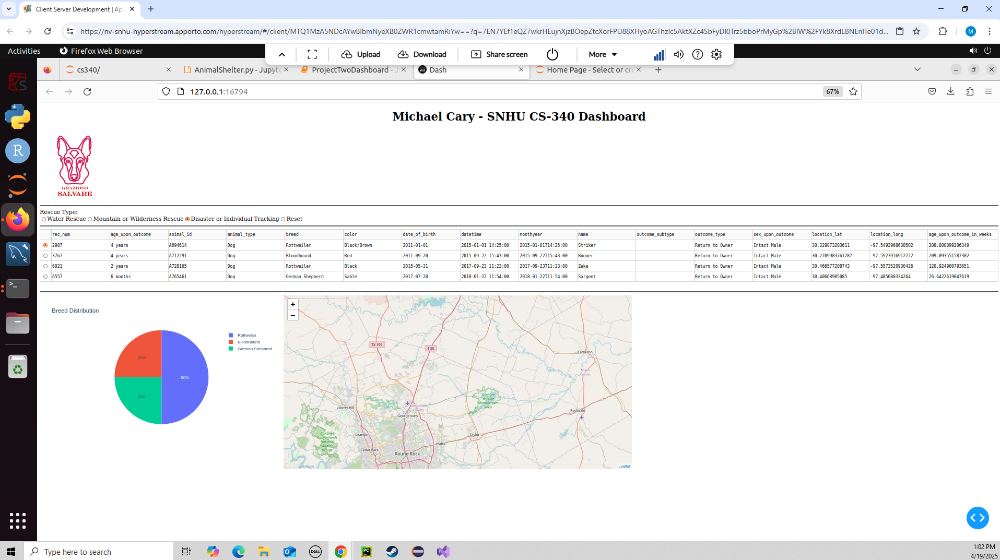 Client Server Development | Ap
https://nv-snhu-hyperstream.apporto.com/hyperstream/#/client/
Activities
Firefox Web Browser
Upload
Download
Share screen
More
cs340/
AnimalShelter.py - Jupyte
ProjectTwoDashboard - J
Dash
Home Page - Select or cre
127.0.0.1:16794
67%
Michael Cary - SNHU CS-340 Dashboard
GRAZIOSO
SALVARE
Rescue Type:
Water Rescue Mountain or Wilderness Rescue Disaster or Individual Tracking Reset
rec_num age_upon_outcome animal_id animal_type breed color date_of_birth datetime monthyear name outcome_subtype outcome_type sex_upon_outcome location_lat location_long age_upon_outcome_in_weeks
2987 4 years A694614 Dog Rottweiler Black/Brown 2011-01-01 2015-01-01 14:25:00 2015-01-01T14:25:00 Striker Return to Owner Intact Male 30.329873203611 -97.5492968638502 208.800099206349
3767 4 years A712291 Dog Bloodhound Red 2011-09-20 2015-09-22 15:43:00 2015-09-22T15:43:00 Boomer Return to Owner Intact Male 30.2709983761287 -97.5923916912722 209.093551587302
6021 2 years A728165 Dog Rottweiler Black 2015-05-31 2017-09-23 11:23:00 2017-09-23T11:23:00 Zeke Return to Owner Intact Male 30.466577208743 -97.5573520930426 120.924900793651
6557 6 months A765461 Dog German Shepherd Sable 2017-07-20 2018-01-22 11:54:00 2018-01-22T11:54:00 Sargent Return to Owner Intact Male 30.40668985085 -97.485680334264 26.6422619047619
Breed Distribution
Rottweiler
Bloodhound
German Shepherd
25%
50%
25%
+
−
TX 195
I 35
Cameron
Milam
County
Granger
Wildlife
Management
Area
Liberty Hill
Williamson
County
Georgetown
Rockdale
Leander
Taylor
Balcones
Canyonlands
National
Wildlife
Refuge
Hutto
Cedar Park
Round Rock
Lake Travis
Leaflet
Type here to search
DELL
PC
1:02 PM
4/19/2025